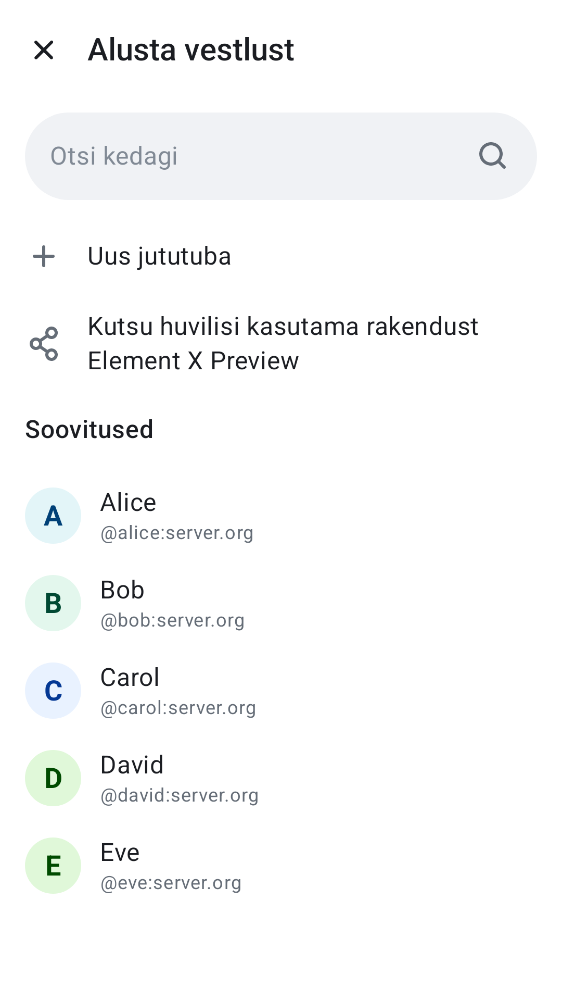 Alusta vestlust
Otsi kedagi
Uus jututuba
Kutsu huvilisi kasutama rakendust
Element X Preview
Soovitused
A
Alice
@alice:server.org
B
Bob
@bob:server.org
C
Carol
@carol:server.org
D
David
@david:server.org
E
Eve
@eve:server.org